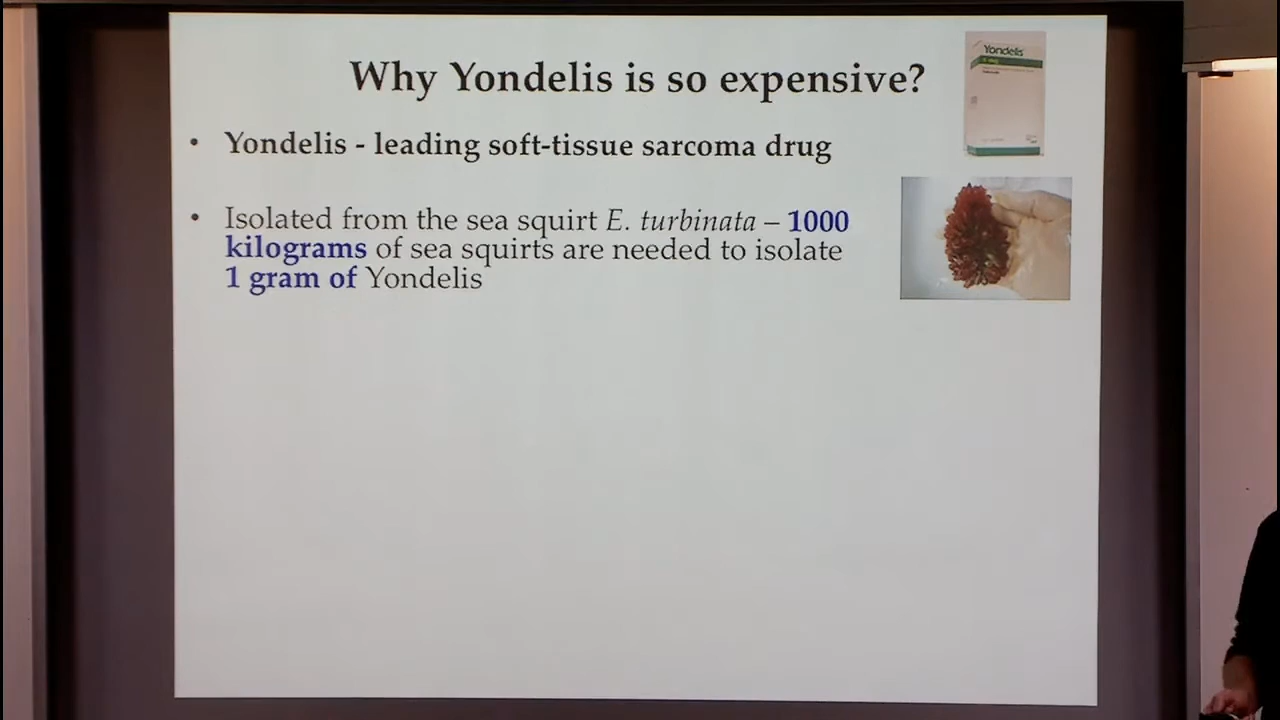 Why Yondelis is so expensive?
Yondelis
• Yondelis - leading soft-tissue sarcoma drug
• Isolated from the sea squirt E. turbinata – 1000
kilograms of sea squirts are needed to isolate
1 gram of Yondelis